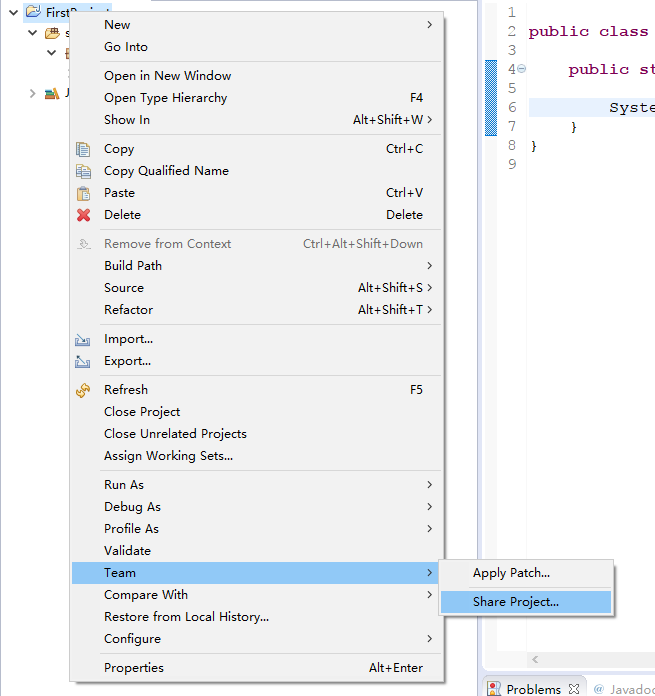 FirstProject
New
Go Into
Open in New Window
Open Type Hierarchy F4
Show In Alt+Shift+W >
Copy Ctrl+C
Copy Qualified Name
Paste Ctrl+V
Delete Delete
Remove from Context Ctrl+Alt+Shift+Down
Build Path
Source Alt+Shift+S >
Refactor Alt+Shift+T >
Import...
Export...
Refresh F5
Close Project
Close Unrelated Projects
Assign Working Sets...
Run As
Debug As
Profile As
Validate
Team
Compare With
Restore from Local History...
Configure
Properties Alt+Enter
Apply Patch...
Share Project...
1
2 public class
3
4 public st
5
6 Syste
7 }
8 }
9
Problems @ Javadoc